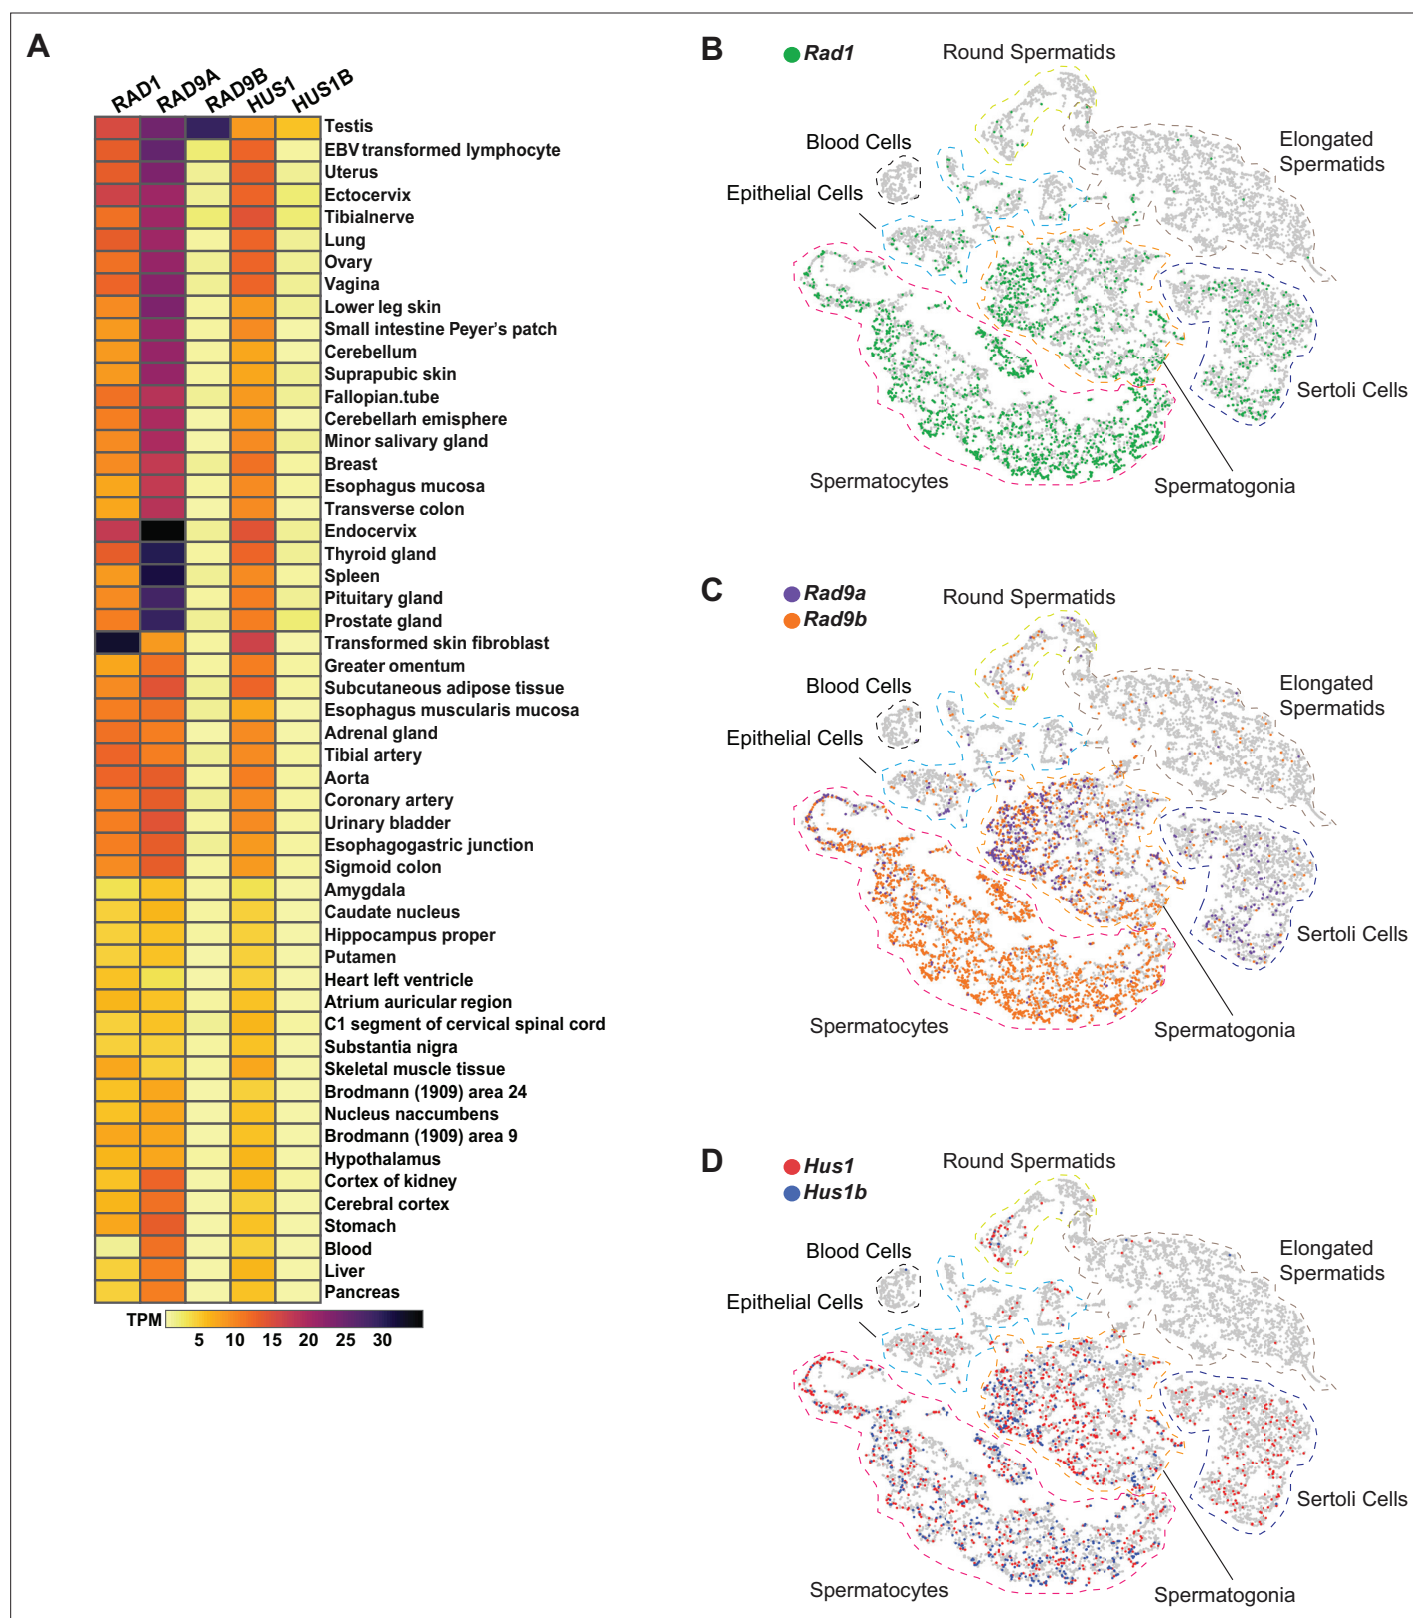 A
RAD1 RAD9A RAD9B HUS1 HUS1B
Testis
EBV transformed lymphocyte
Uterus
Ectocervix
Tibialnerve
Lung
Ovary
Vagina
Lower leg skin
Small intestine Peyer's patch
Cerebellum
Suprapubic skin
Fallopian.tube
Cerebellarh emisphere
Minor salivary gland
Breast
Esophagus mucosa
Transverse colon
Endocervix
Thyroid gland
Spleen
Pituitary gland
Prostate gland
Transformed skin fibroblast
Greater omentum
Subcutaneous adipose tissue
Esophagus muscularis mucosa
Adrenal gland
Tibial artery
Aorta
Coronary artery
Urinary bladder
Esophagogastric junction
Sigmoid colon
Amygdala
Caudate nucleus
Hippocampus proper
Putamen
Heart left ventricle
Atrium auricular region
C1 segment of cervical spinal cord
Substantia nigra
Skeletal muscle tissue
Brodmann (1909) area 24
Nucleus naccumbens
Brodmann (1909) area 9
Hypothalamus
Cortex of kidney
Cerebral cortex
Stomach
Blood
Liver
Pancreas
TPM
5 10 15 20 25 30
B
Rad1
Round Spermatids
Blood Cells
Elongated
Spermatids
Epithelial Cells
Sertoli Cells
Spermatocytes
Spermatogonia
C
Rad9a
Rad9b
Round Spermatids
Blood Cells
Elongated
Spermatids
Epithelial Cells
Sertoli Cells
Spermatocytes
Spermatogonia
D
Hus1
Hus1b
Round Spermatids
Blood Cells
Elongated
Spermatids
Epithelial Cells
Sertoli Cells
Spermatocytes
Spermatogonia